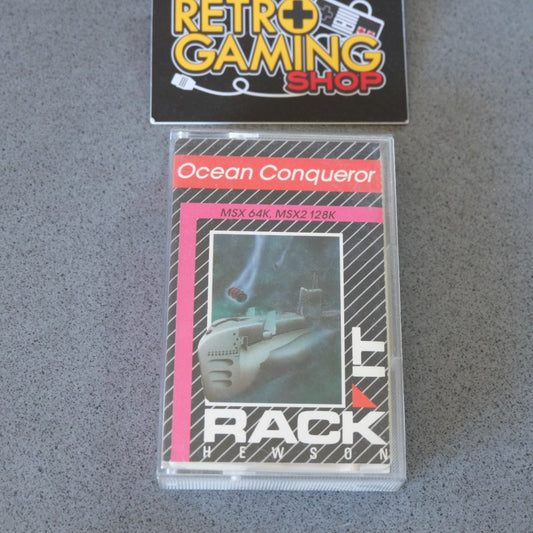 RETRO
GAMING
SHOP
Ocean Conqueror
MSX 64K, MSX2 128K
RACK IT
HEWSON